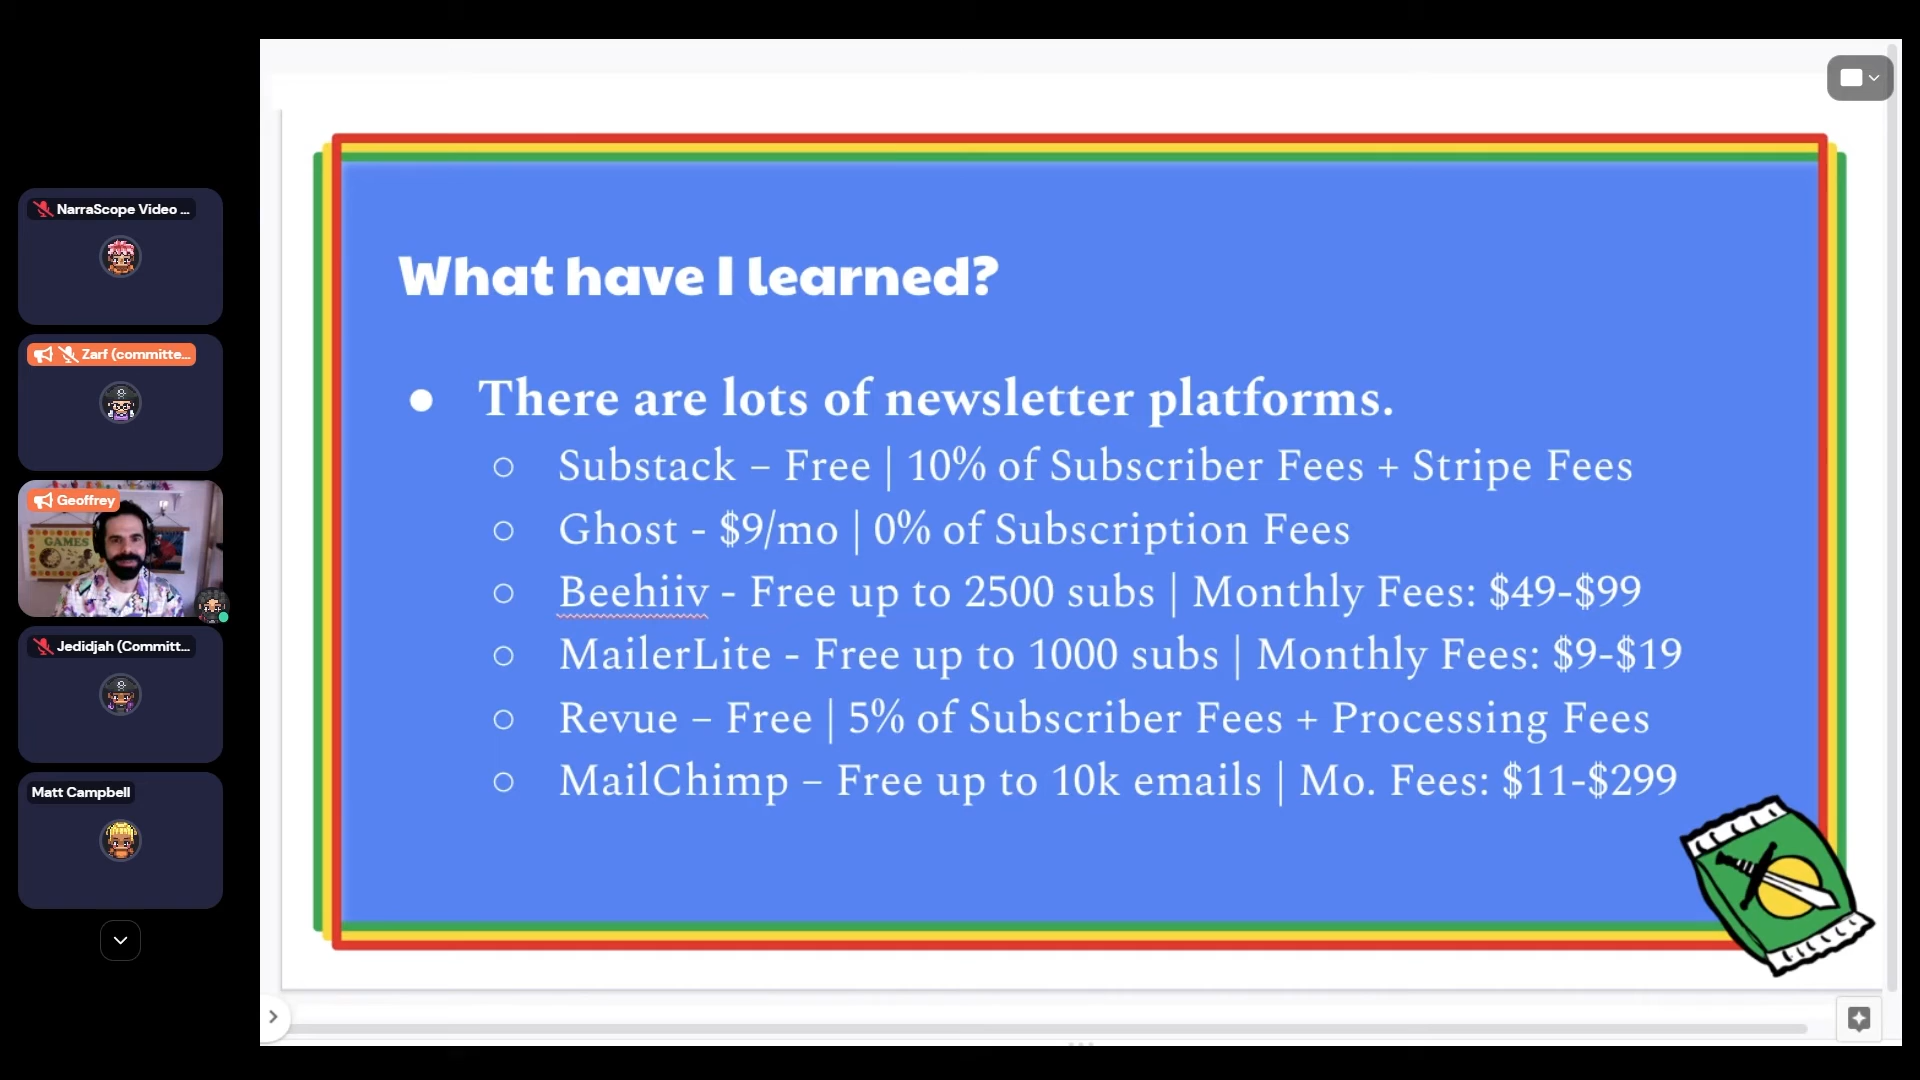 NarraScope Video ...
Zarf (committe...
Geoffrey
GAMES
Jedidjah (Committ...
Matt Campbell
What have I learned?
There are lots of newsletter platforms.
Substack – Free | 10% of Subscriber Fees + Stripe Fees
Ghost - $9/mo | 0% of Subscription Fees
Beehiiv - Free up to 2500 subs | Monthly Fees: $49-$99
MailerLite - Free up to 1000 subs | Monthly Fees: $9-$19
Revue – Free | 5% of Subscriber Fees + Processing Fees
MailChimp – Free up to 10k emails | Mo. Fees: $11-$299